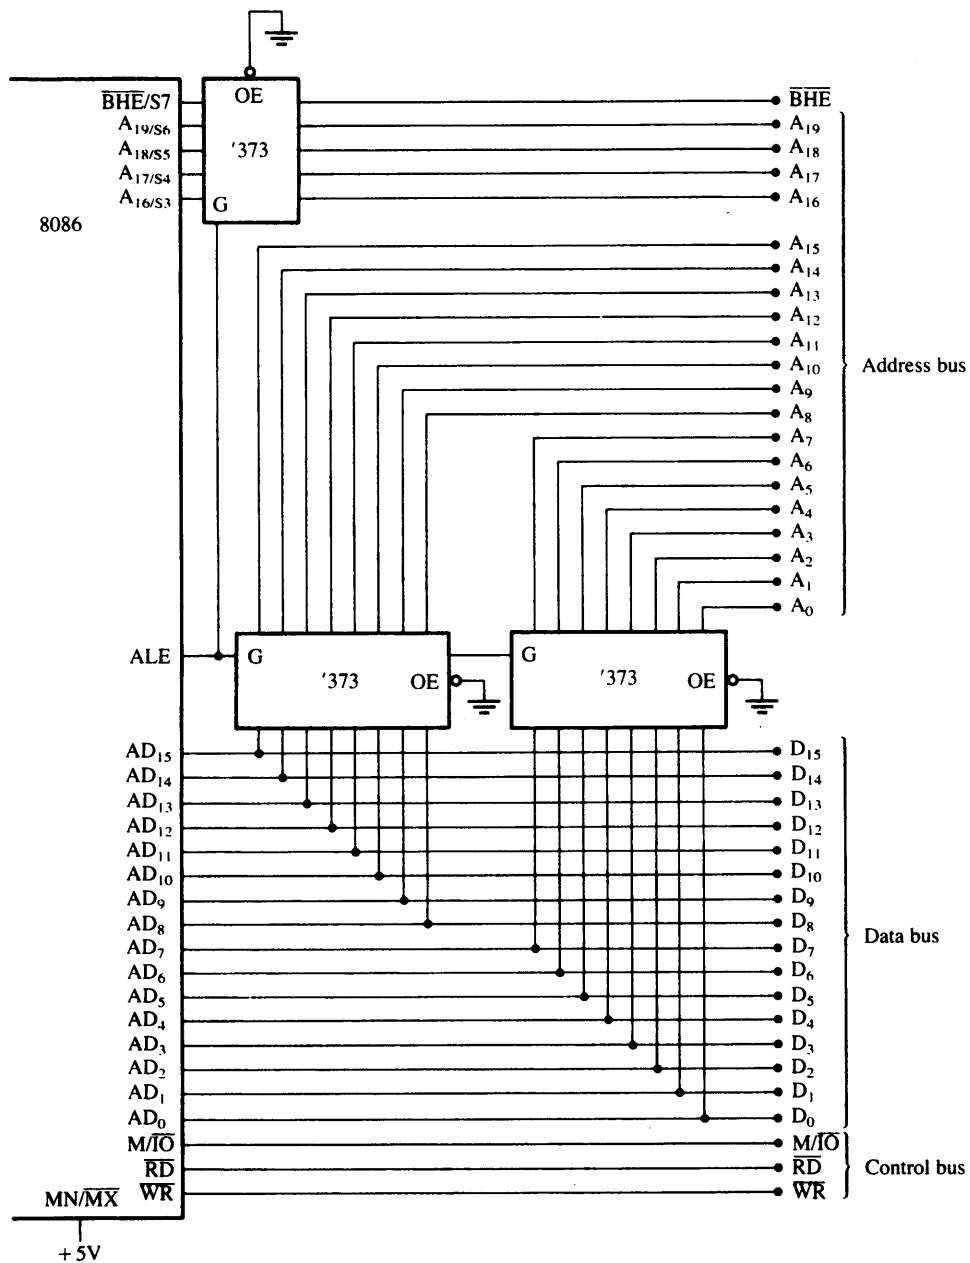 OE
BHE/S7
BHE
A19/S6
'373
A19
A18/S5
A18
A17/S4
A17
A16/S3
G
A16
8086
A15
A14
A13
A12
A11
A10
Address bus
A9
A8
A7
A6
A5
A4
A3
A2
A1
A0
ALE
G
'373
OE
G
'373
OE
AD15
D15
AD14
D14
AD13
D13
AD12
D12
AD11
D11
AD10
D10
AD9
D9
AD8
D8
Data bus
AD7
D7
AD6
D6
AD5
D5
AD4
D4
AD3
D3
AD2
D2
AD1
D1
AD0
D0
M/IO
M/IO
RD
RD
Control bus
MN/MX
WR
WR
+5V